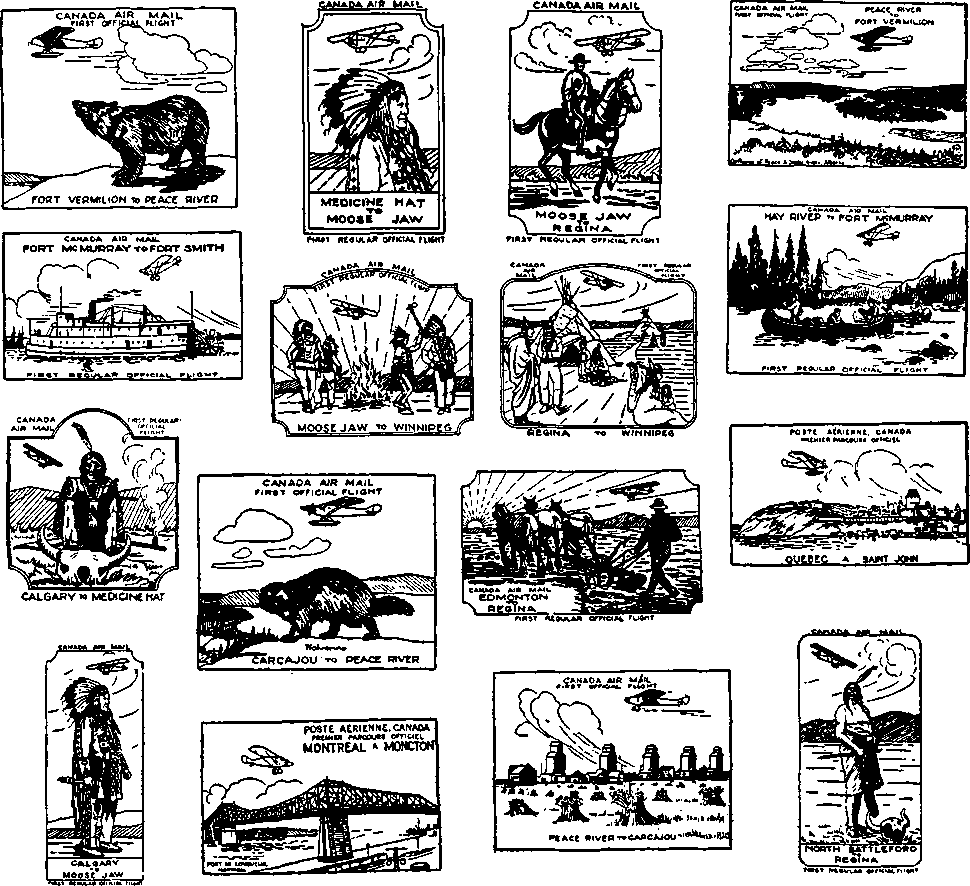 CANADA AIR MAIL
FIRST OFFICIAL FLIGHT
FORT VERMILION TO PEACE RIVER
CANADA AIR MAIL
MEDICINE HAT
TO
MOOSE JAW
FIRST REGULAR OFFICIAL FLIGHT
CANADA AIR MAIL
MOOSE JAW
TO
REGINA
FIRST REGULAR OFFICIAL FLIGHT
CANADA AIR MAIL
FIRST OFFICIAL FLIGHT
PEACE RIVER
TO
FORT VERMILION
CANADA AIR MAIL
FORT McMURRAY TO FORT SMITH
FIRST REGULAR OFFICIAL FLIGHT
CANADA AIR MAIL
FIRST REGULAR OFFICIAL FLIGHT
MOOSE JAW TO WINNIPEG
CANADA
AIR
MAIL
FIRST REGULAR
OFFICIAL
FLIGHT
REGINA TO WINNIPEG
CANADA AIR MAIL
HAY RIVER TO FORT McMURRAY
FIRST REGULAR OFFICIAL FLIGHT
CANADA
AIR MAIL
FIRST REGULAR
OFFICIAL
FLIGHT
CALGARY TO MEDICINE HAT
CANADA AIR MAIL
FIRST OFFICIAL FLIGHT
Wolverine
CARCAJOU TO PEACE RIVER
CANADA AIR MAIL
EDMONTON
TO
REGINA
FIRST REGULAR OFFICIAL FLIGHT
POSTE AÉRIENNE, CANADA
PREMIER PARCOURS OFFICIEL
QUEBEC A SAINT JOHN
CANADA AIR MAIL
CALGARY
TO
MOOSE JAW
FIRST REGULAR OFFICIAL FLIGHT
POSTE AÉRIENNE, CANADA
PREMIER PARCOURS OFFICIEL
MONTREAL A MONCTON
CANADA AIR MAIL
FIRST OFFICIAL FLIGHT
PEACE RIVER TO CARCAJOU
CANADA AIR MAIL
NORTH BATTLEFORD
TO
REGINA
FIRST REGULAR OFFICIAL FLIGHT